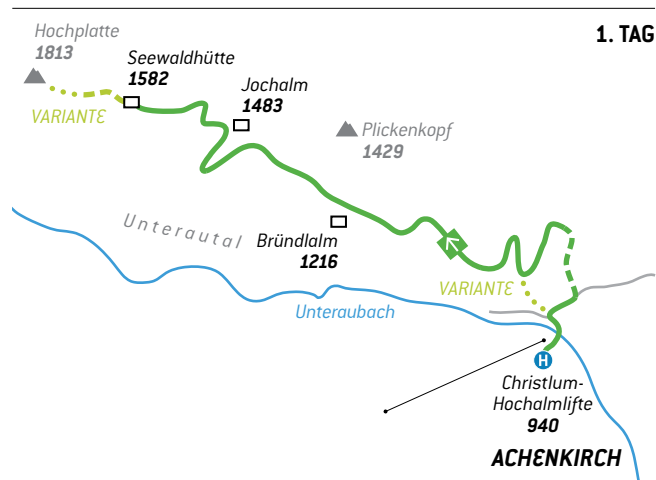 1. TAG
Hochplatte
1813
Seewaldhütte
1582
VARIANTE
Jochalm
1483
Plickenkopf
1429
Unterautal
Bründlalm
1216
VARIANTE
Unteraubach
H
Christlum-
Hochalmlifte
940
ACHENKIRCH